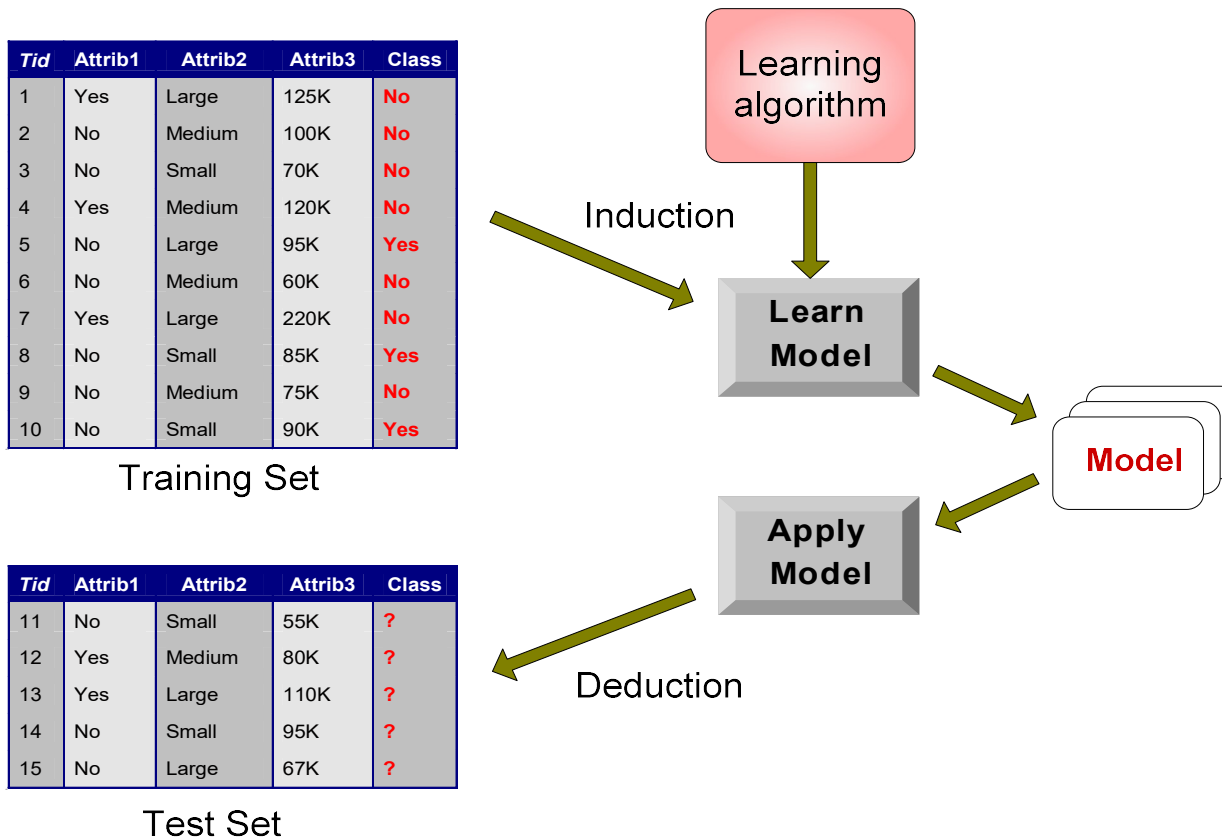 Tid Attrib1 Attrib2 Attrib3 Class
1 Yes Large 125K No
2 No Medium 100K No
3 No Small 70K No
4 Yes Medium 120K No
5 No Large 95K Yes
6 No Medium 60K No
7 Yes Large 220K No
8 No Small 85K Yes
9 No Medium 75K No
10 No Small 90K Yes
Training Set
Learning
algorithm
Induction
Learn
Model
Model
Apply
Model
Deduction
Tid Attrib1 Attrib2 Attrib3 Class
11 No Small 55K ?
12 Yes Medium 80K ?
13 Yes Large 110K ?
14 No Small 95K ?
15 No Large 67K ?
Test Set